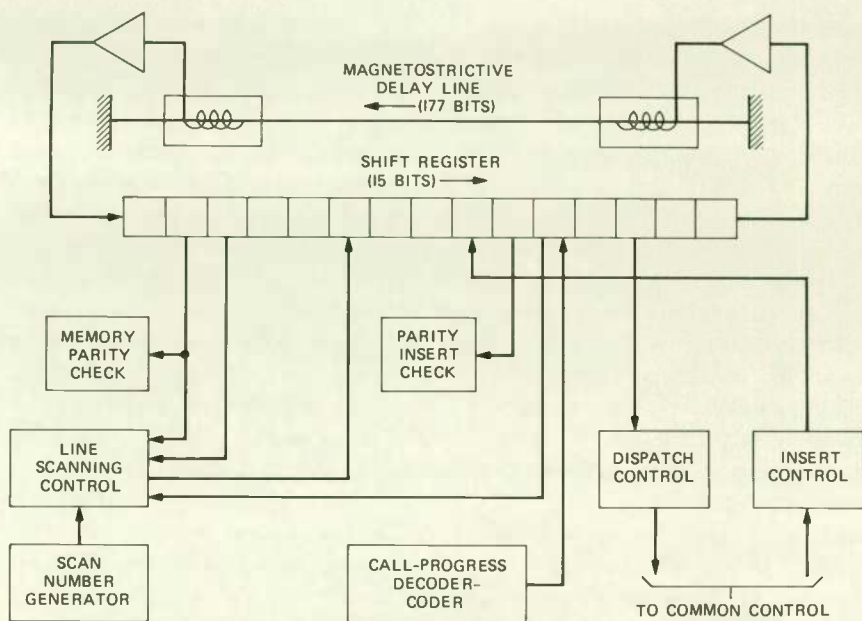 MAGNETOSTRICTIVE
DELAY LINE
(177 BITS)
SHIFT REGISTER
(15 BITS)
MEMORY
PARITY
CHECK
PARITY
INSERT
CHECK
LINE
SCANNING
CONTROL
DISPATCH
CONTROL
INSERT
CONTROL
SCAN
NUMBER
GENERATOR
CALL-PROGRESS
DECODER-
CODER
TO COMMON CONTROL